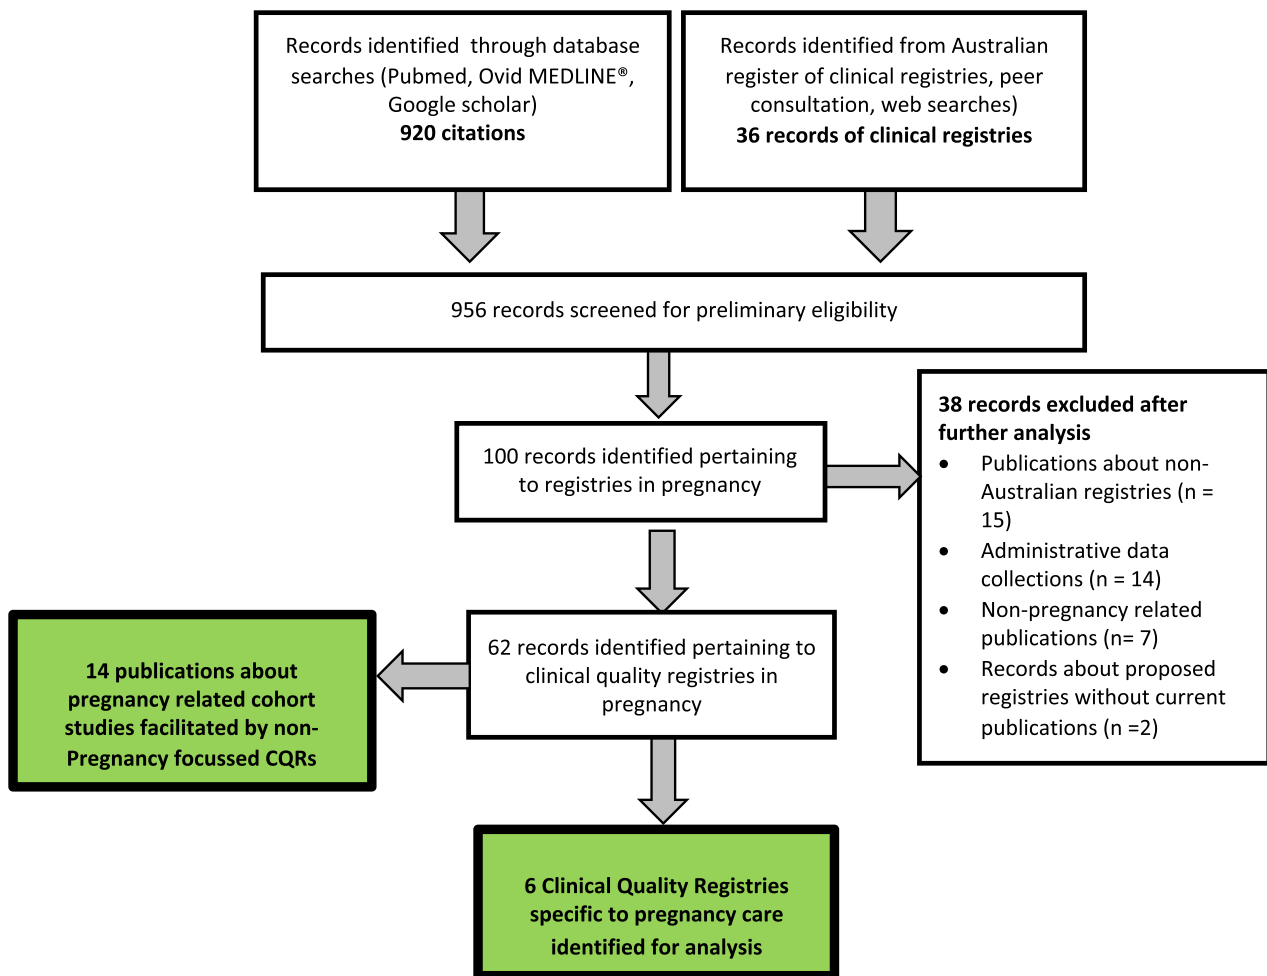 Records identified through database
searches (Pubmed, Ovid MEDLINE®,
Google scholar)
920 citations
Records identified from Australian
register of clinical registries, peer
consultation, web searches)
36 records of clinical registries
956 records screened for preliminary eligibility
100 records identified pertaining
to registries in pregnancy
38 records excluded after
further analysis
• Publications about non-
Australian registries (n =
15)
• Administrative data
collections (n = 14)
• Non-pregnancy related
publications (n= 7)
• Records about proposed
registries without current
publications (n =2)
62 records identified pertaining to
clinical quality registries in
pregnancy
14 publications about
pregnancy related cohort
studies facilitated by non-
Pregnancy focussed CQRs
6 Clinical Quality Registries
specific to pregnancy care
identified for analysis